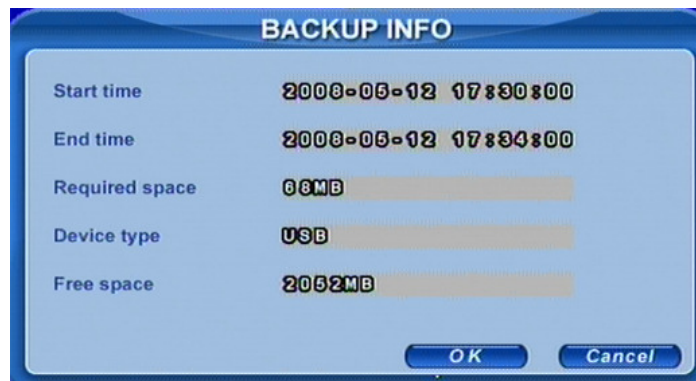 BACKUP INFO
Start time 2008-05-12 17:30:00
End time 2008-05-12 17:34:00
Required space 68MB
Device type USB
Free space 2052MB
OK Cancel